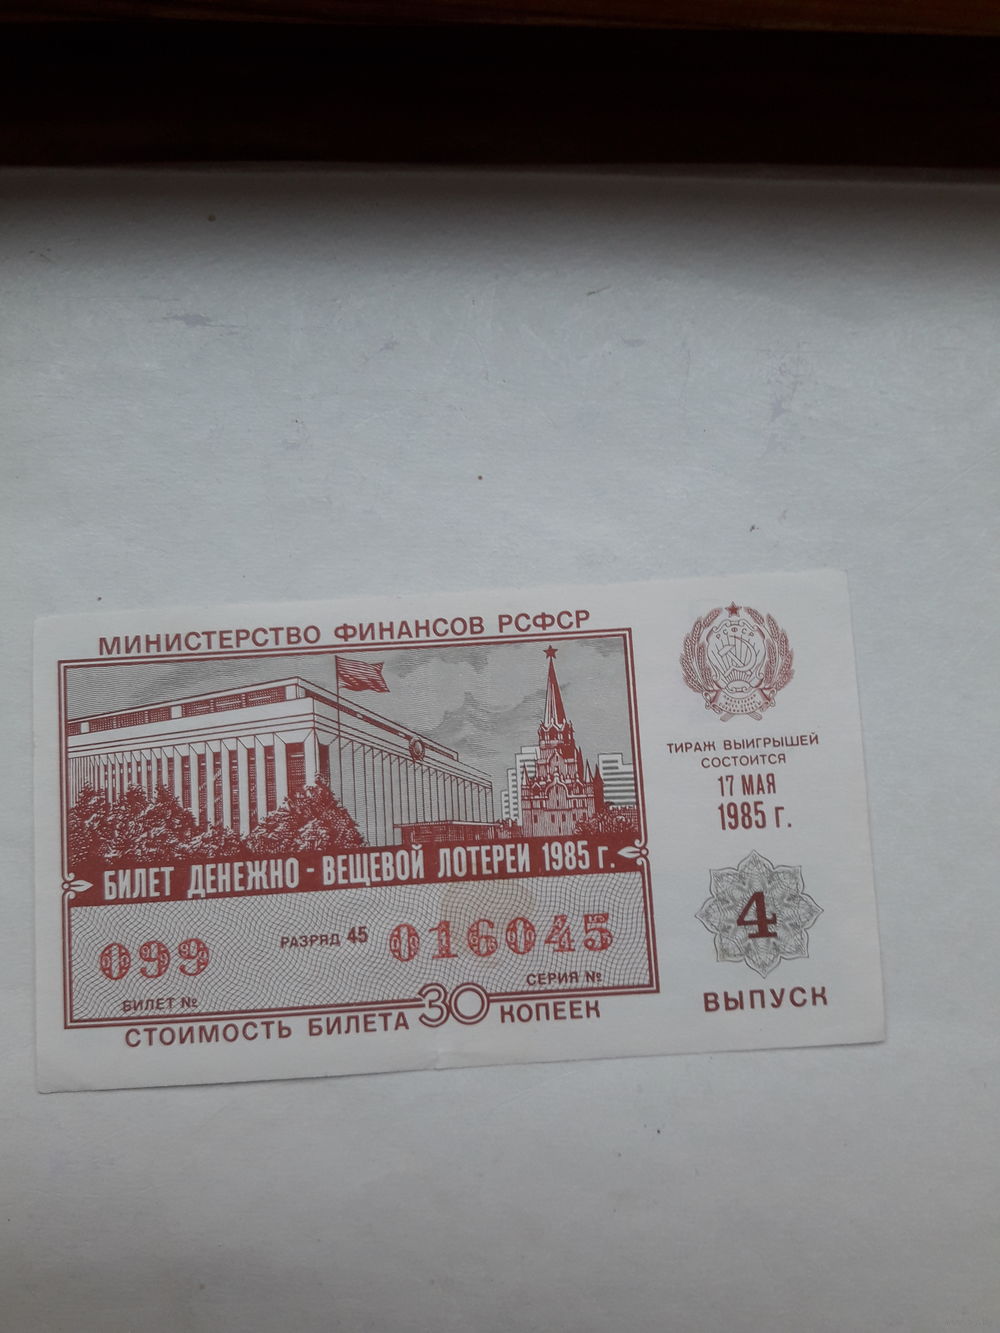 МИНИСТЕРСТВО ФИНАНСОВ РСФСР
БИЛЕТ ДЕНЕЖНО - ВЕЩЕВОЙ ЛОТЕРЕИ 1985 г.
099
РАЗРЯД 45
016045
БИЛЕТ №
СЕРИЯ №
СТОИМОСТЬ БИЛЕТА 30 КОПЕЕК
РСФСР
ТИРАЖ ВЫИГРЫШЕЙ
СОСТОИТСЯ
17 МАЯ
1985 г.
4
ВЫПУСК